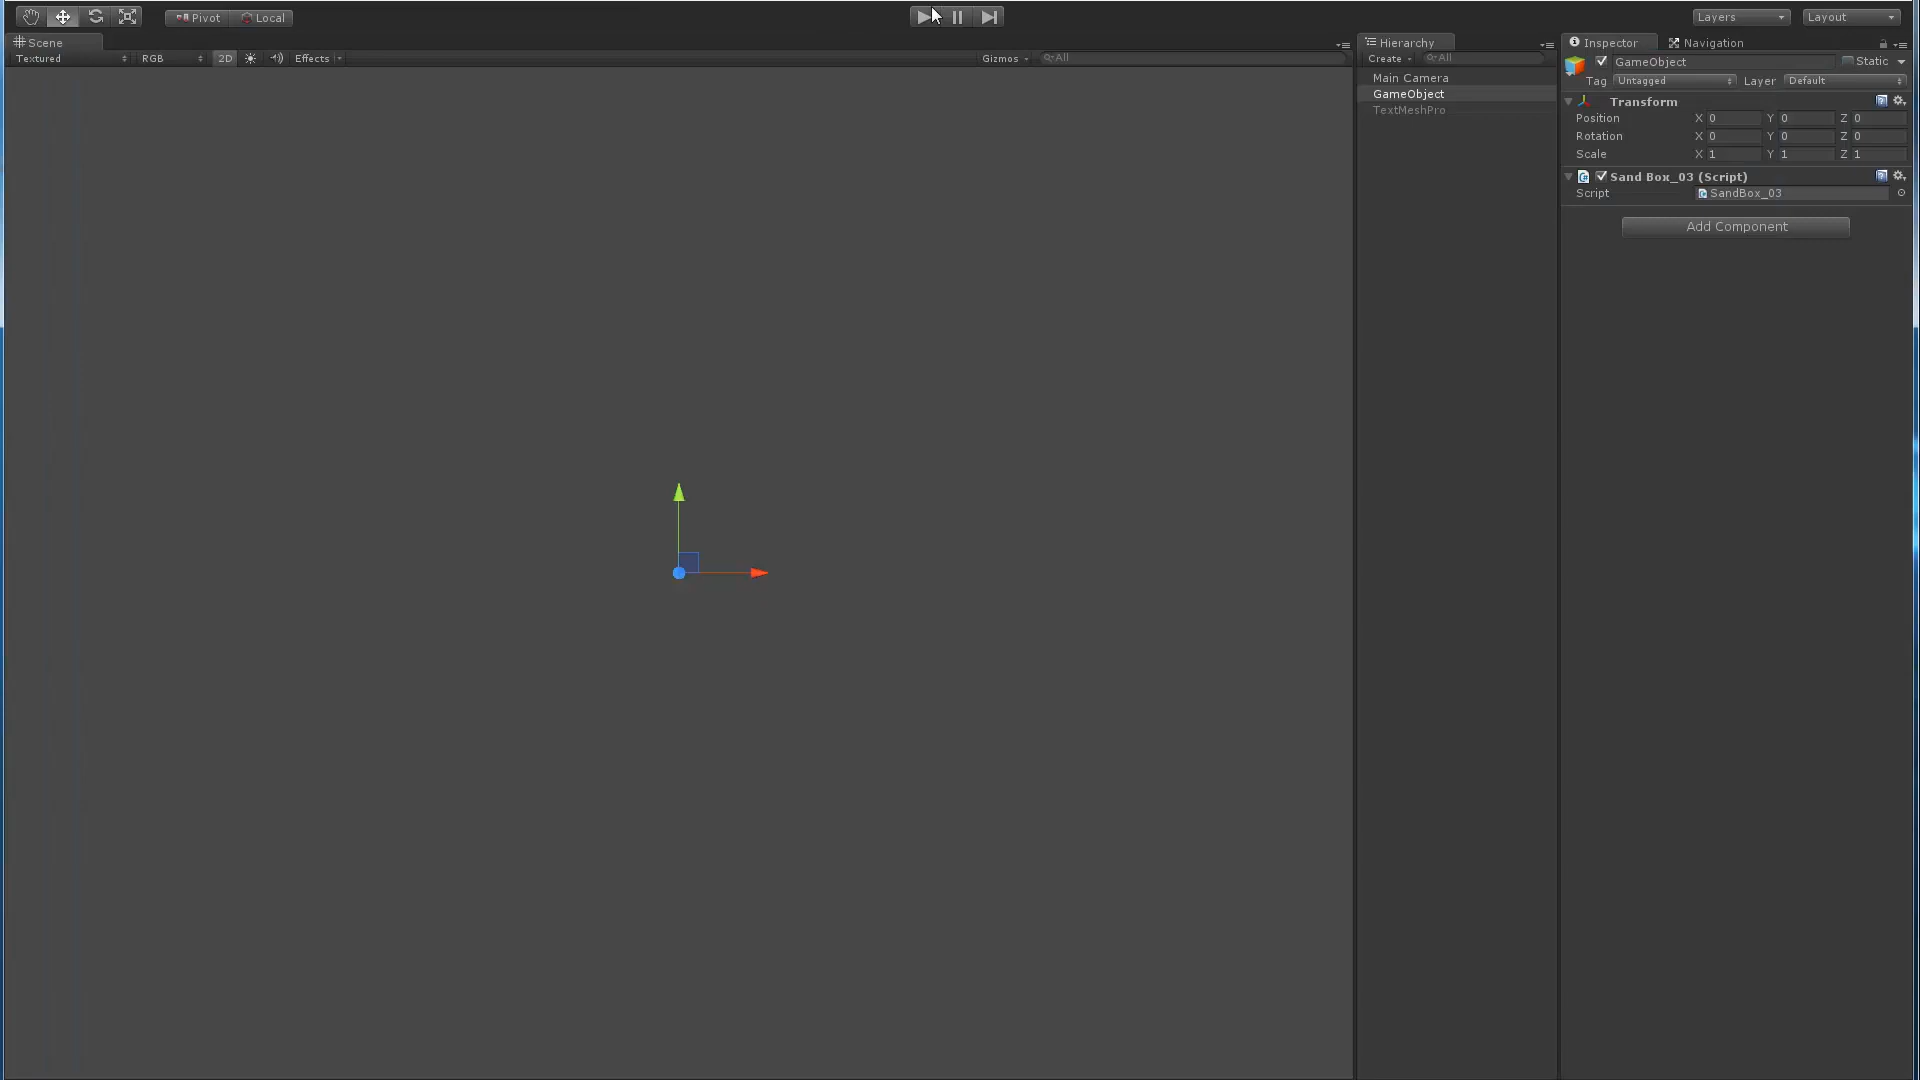 Pivot Local Layers Layout
Scene Hierarchy Inspector Navigation
Textured RGB 2D Effects Gizmos All Create All
GameObject Static
Tag Untagged Layer Default
Main Camera
GameObject
TextMeshPro
Transform
Position X 0 Y 0 Z 0
Rotation X 0 Y 0 Z 0
Scale X 1 Y 1 Z 1
Sand Box_03 (Script)
Script SandBox_03
Add Component